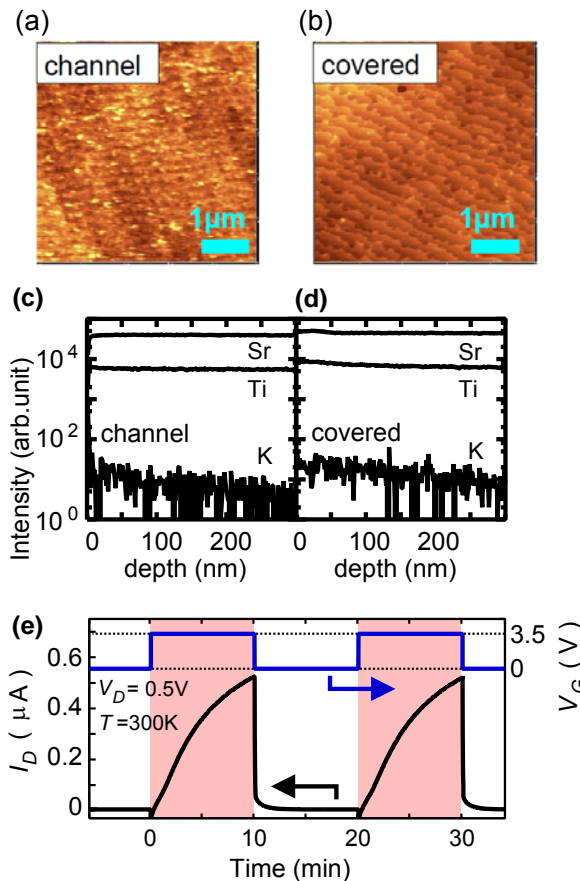 (a)
(b)
channel
covered
1μm
1μm
(c)
(d)
Intensity (arb.unit)
10⁴
10²
10⁰
Sr
Ti
channel
K
Sr
Ti
covered
K
0 100 200
0 100 200
depth (nm)
depth (nm)
(e)
I_D ( μA )
0.6
0.4
0.2
0
V_D = 0.5V
T = 300K
3.5
0
V_G ( V )
0 10 20 30
Time (min)